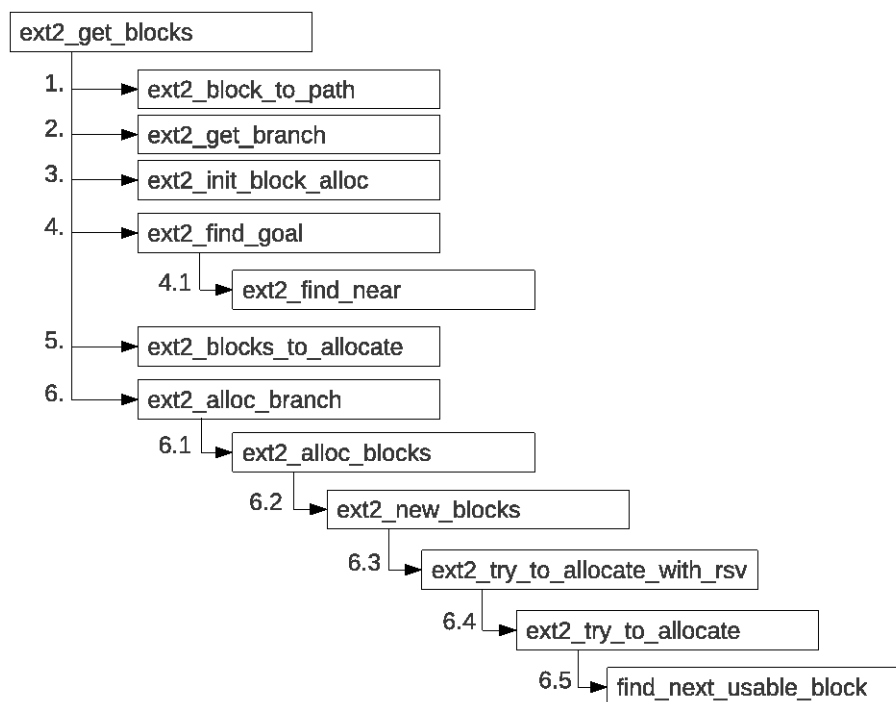 ext2_get_blocks
1. ext2_block_to_path
2. ext2_get_branch
3. ext2_init_block_alloc
4. ext2_find_goal
4.1 ext2_find_near
5. ext2_blocks_to_allocate
6. ext2_alloc_branch
6.1 ext2_alloc_blocks
6.2 ext2_new_blocks
6.3 ext2_try_to_allocate_with_rsv
6.4 ext2_try_to_allocate
6.5 find_next_usable_block